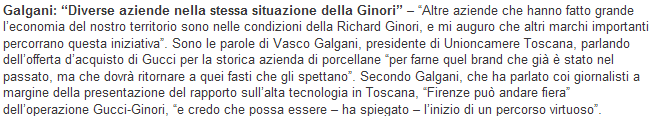 Galgani: “Diverse aziende nella stessa situazione della Ginori” – “Altre aziende che hanno fatto grande
l’economia del nostro territorio sono nelle condizioni della Richard Ginori, e mi auguro che altri marchi importanti
percorrano questa iniziativa”. Sono le parole di Vasco Galgani, presidente di Unioncamere Toscana, parlando
dell’offerta d’acquisto di Gucci per la storica azienda di porcellane “per farne quel brand che già è stato nel
passato, ma che dovrà ritornare a quei fasti che gli spettano”. Secondo Galgani, che ha parlato coi giornalisti a
margine della presentazione del rapporto sull’alta tecnologia in Toscana, “Firenze può andare fiera”
dell’operazione Gucci-Ginori, “e credo che possa essere – ha spiegato – l’inizio di un percorso virtuoso”.